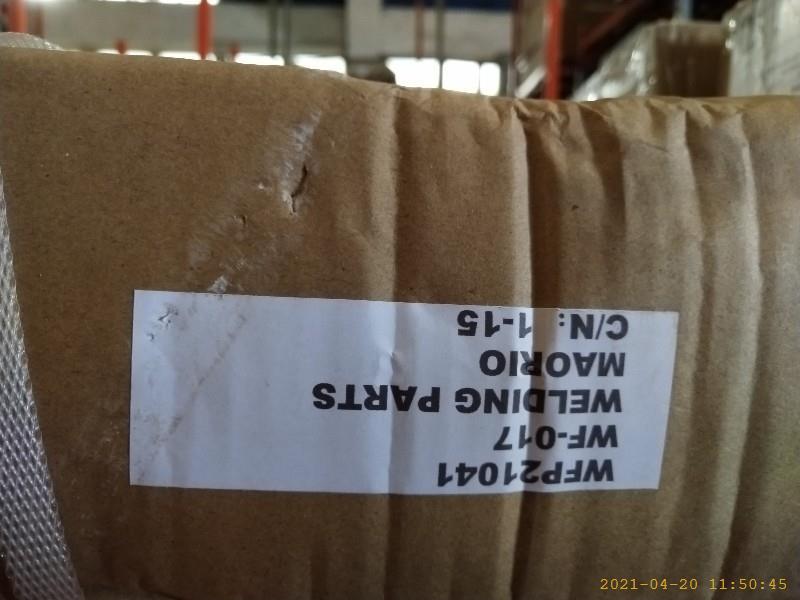 WFP21041
WF-017
WELDING PARTS
MAORIO
C/N: 1-15
2021-04-20 11:50:45